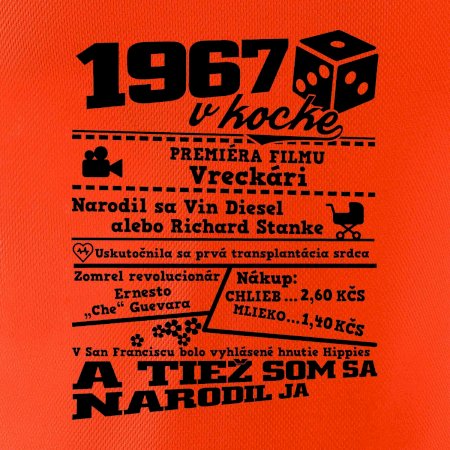 1967
v kocke
PREMIÉRA FILMU
Vreckári
Narodil sa Vin Diesel
alebo Richard Stanke
Uskutočnila sa prvá transplantácia srdca
Zomrel revolucionár
Ernesto
„Che“ Guevara
Nákup:
CHLIEB...2,60 KČS
MLIEKO...1,40 KČS
V San Franciscu bolo vyhlásené hnutie Hippies
A TIEŽ SOM SA
NARODIL JA